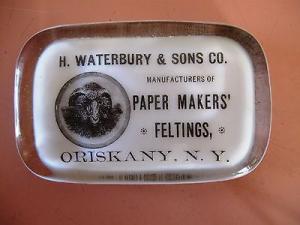 H. WATERBURY & SONS CO.
MANUFACTURERS OF
PAPER MAKERS'
* FELTINGS, *
ORISKANY. N. Y.